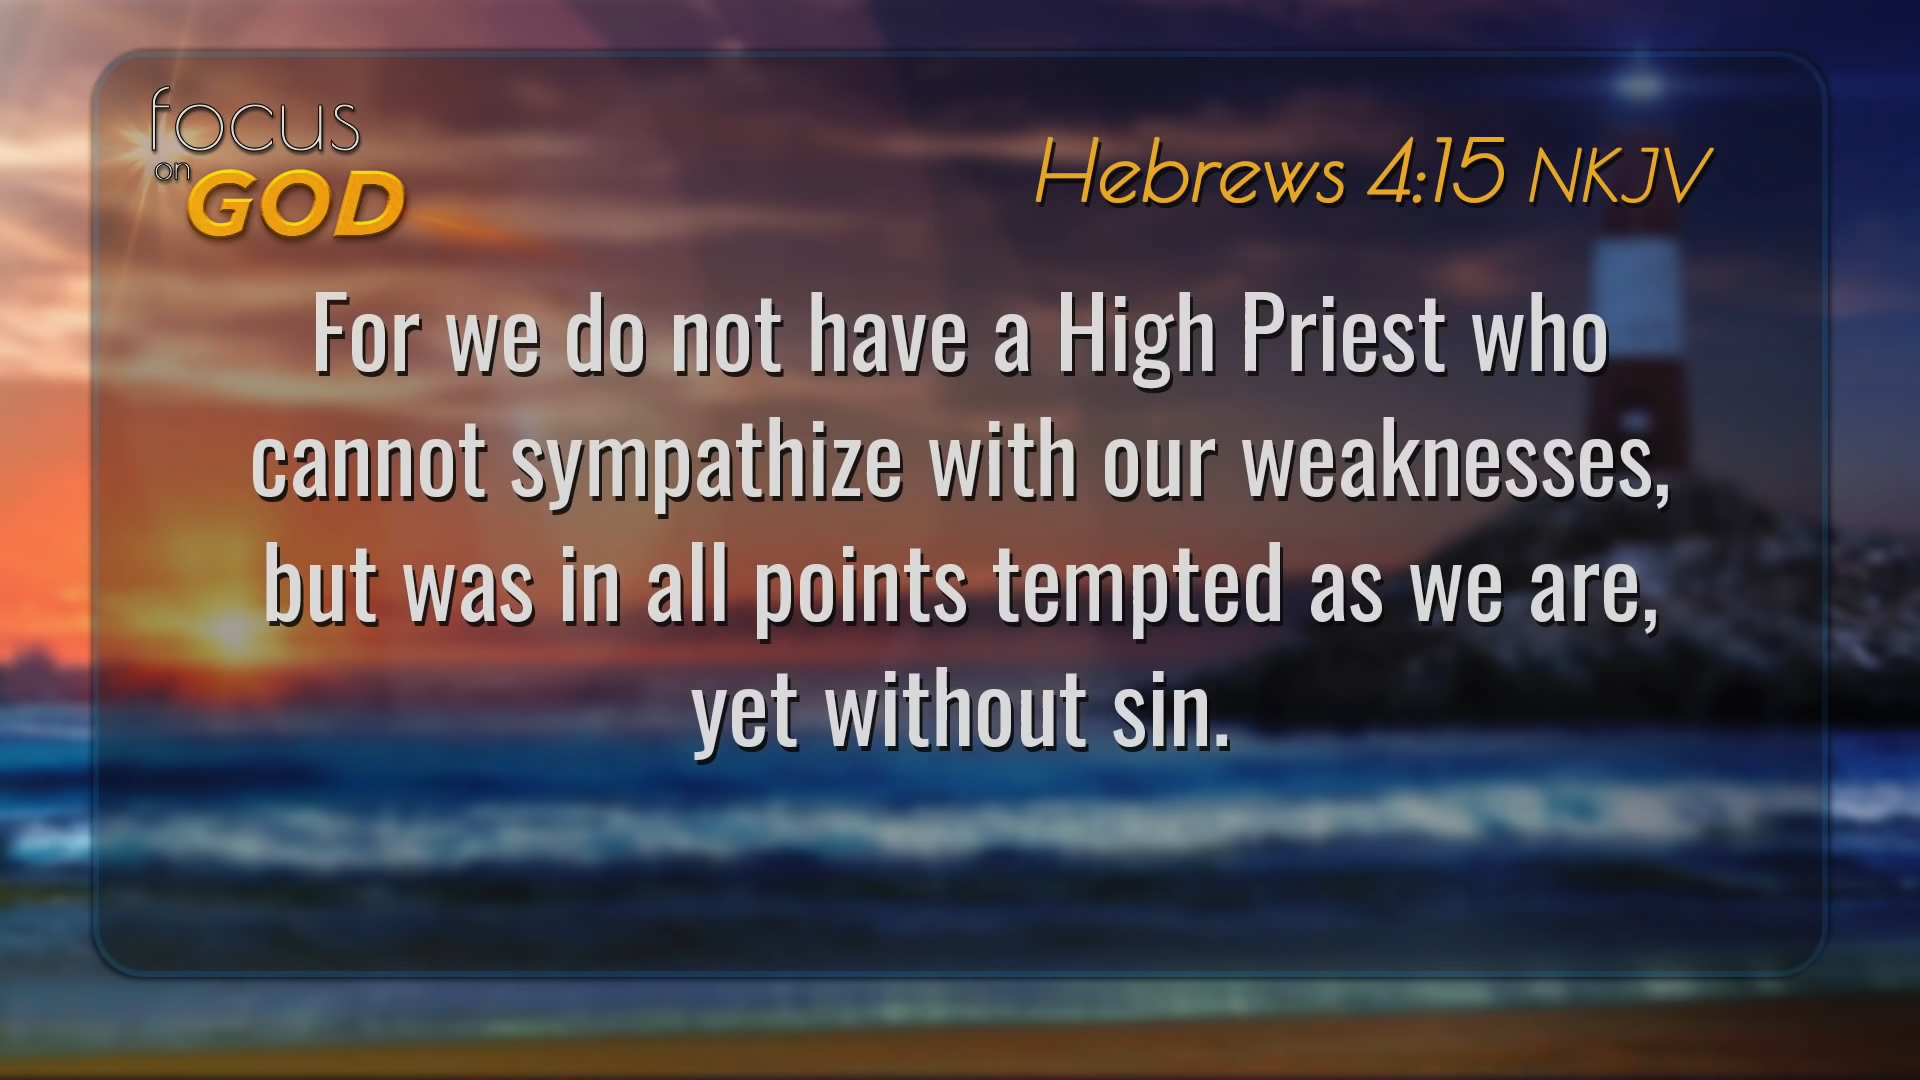 focus
on
GOD
Hebrews 4:15 NKJV
For we do not have a High Priest who
cannot sympathize with our weaknesses,
but was in all points tempted as we are,
yet without sin.